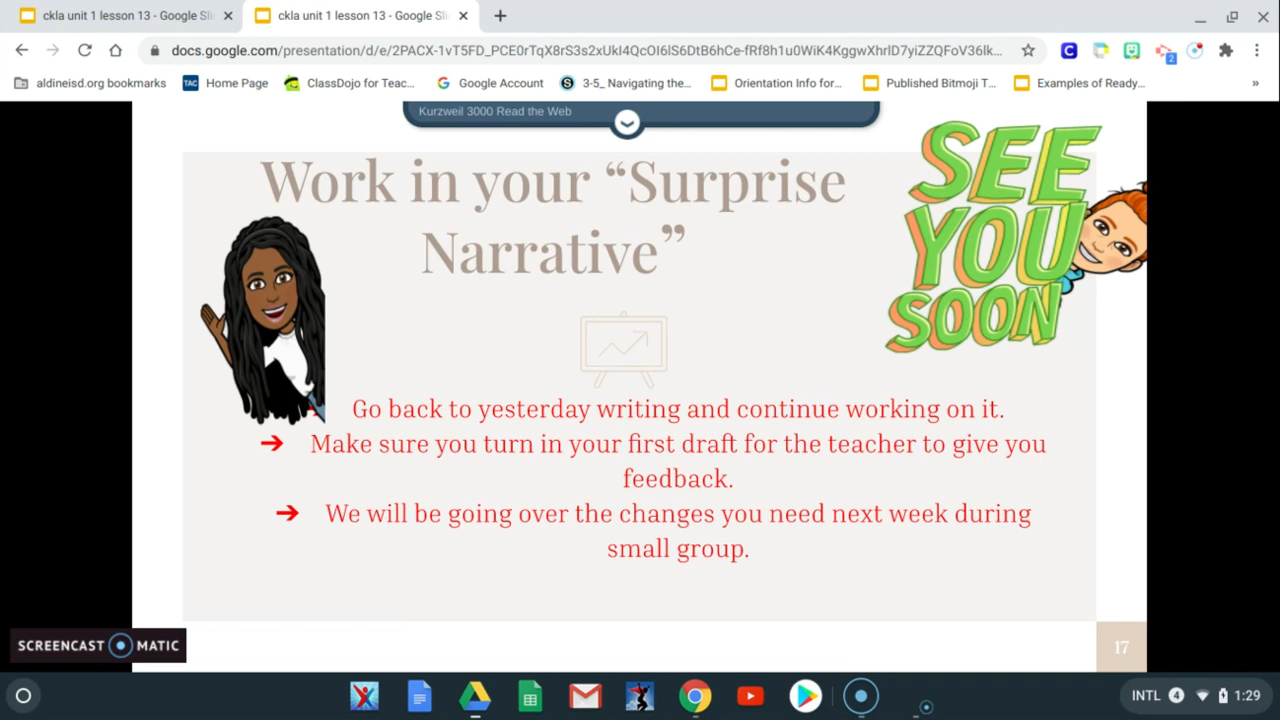 ckla unit 1 lesson 13 - Google Sli
ckla unit 1 lesson 13 - Google Sli
docs.google.com/presentation/d/e/2PACX-1vT5FD_PCE0rTqX8rS3s2xUkI4QcOI6lS6DtB6hCe-fRf8h1u0WiK4KggwXhrlD7yiZZQFoV36lk...
2
aldineisd.org bookmarks
TAC Home Page
ClassDojo for Teac...
Google Account
3-5_ Navigating the...
Orientation Info for...
Published Bitmoji T...
Examples of Ready...
»
Kurzweil 3000 Read the Web
Work in your “Surprise
Narrative”
SEE
YOU
SOON
Go back to yesterday writing and continue working on it.
➔ Make sure you turn in your first draft for the teacher to give you
feedback.
➔ We will be going over the changes you need next week during
small group.
SCREENCAST MATIC
17
INTL 4 1:29